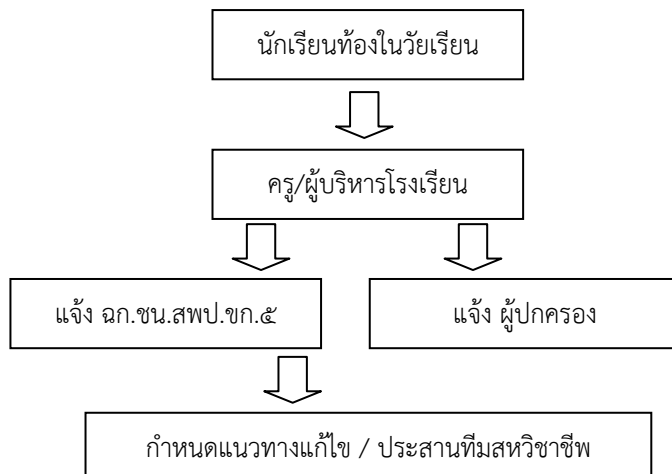 นักเรียนท้องในวัยเรียน
ครู/ผู้บริหารโรงเรียน
แจ้ง ฉก.ชน.สพป.ขก.๕
แจ้ง ผู้ปกครอง
กำหนดแนวทางแก้ไข / ประสานทีมสหวิชาชีพ